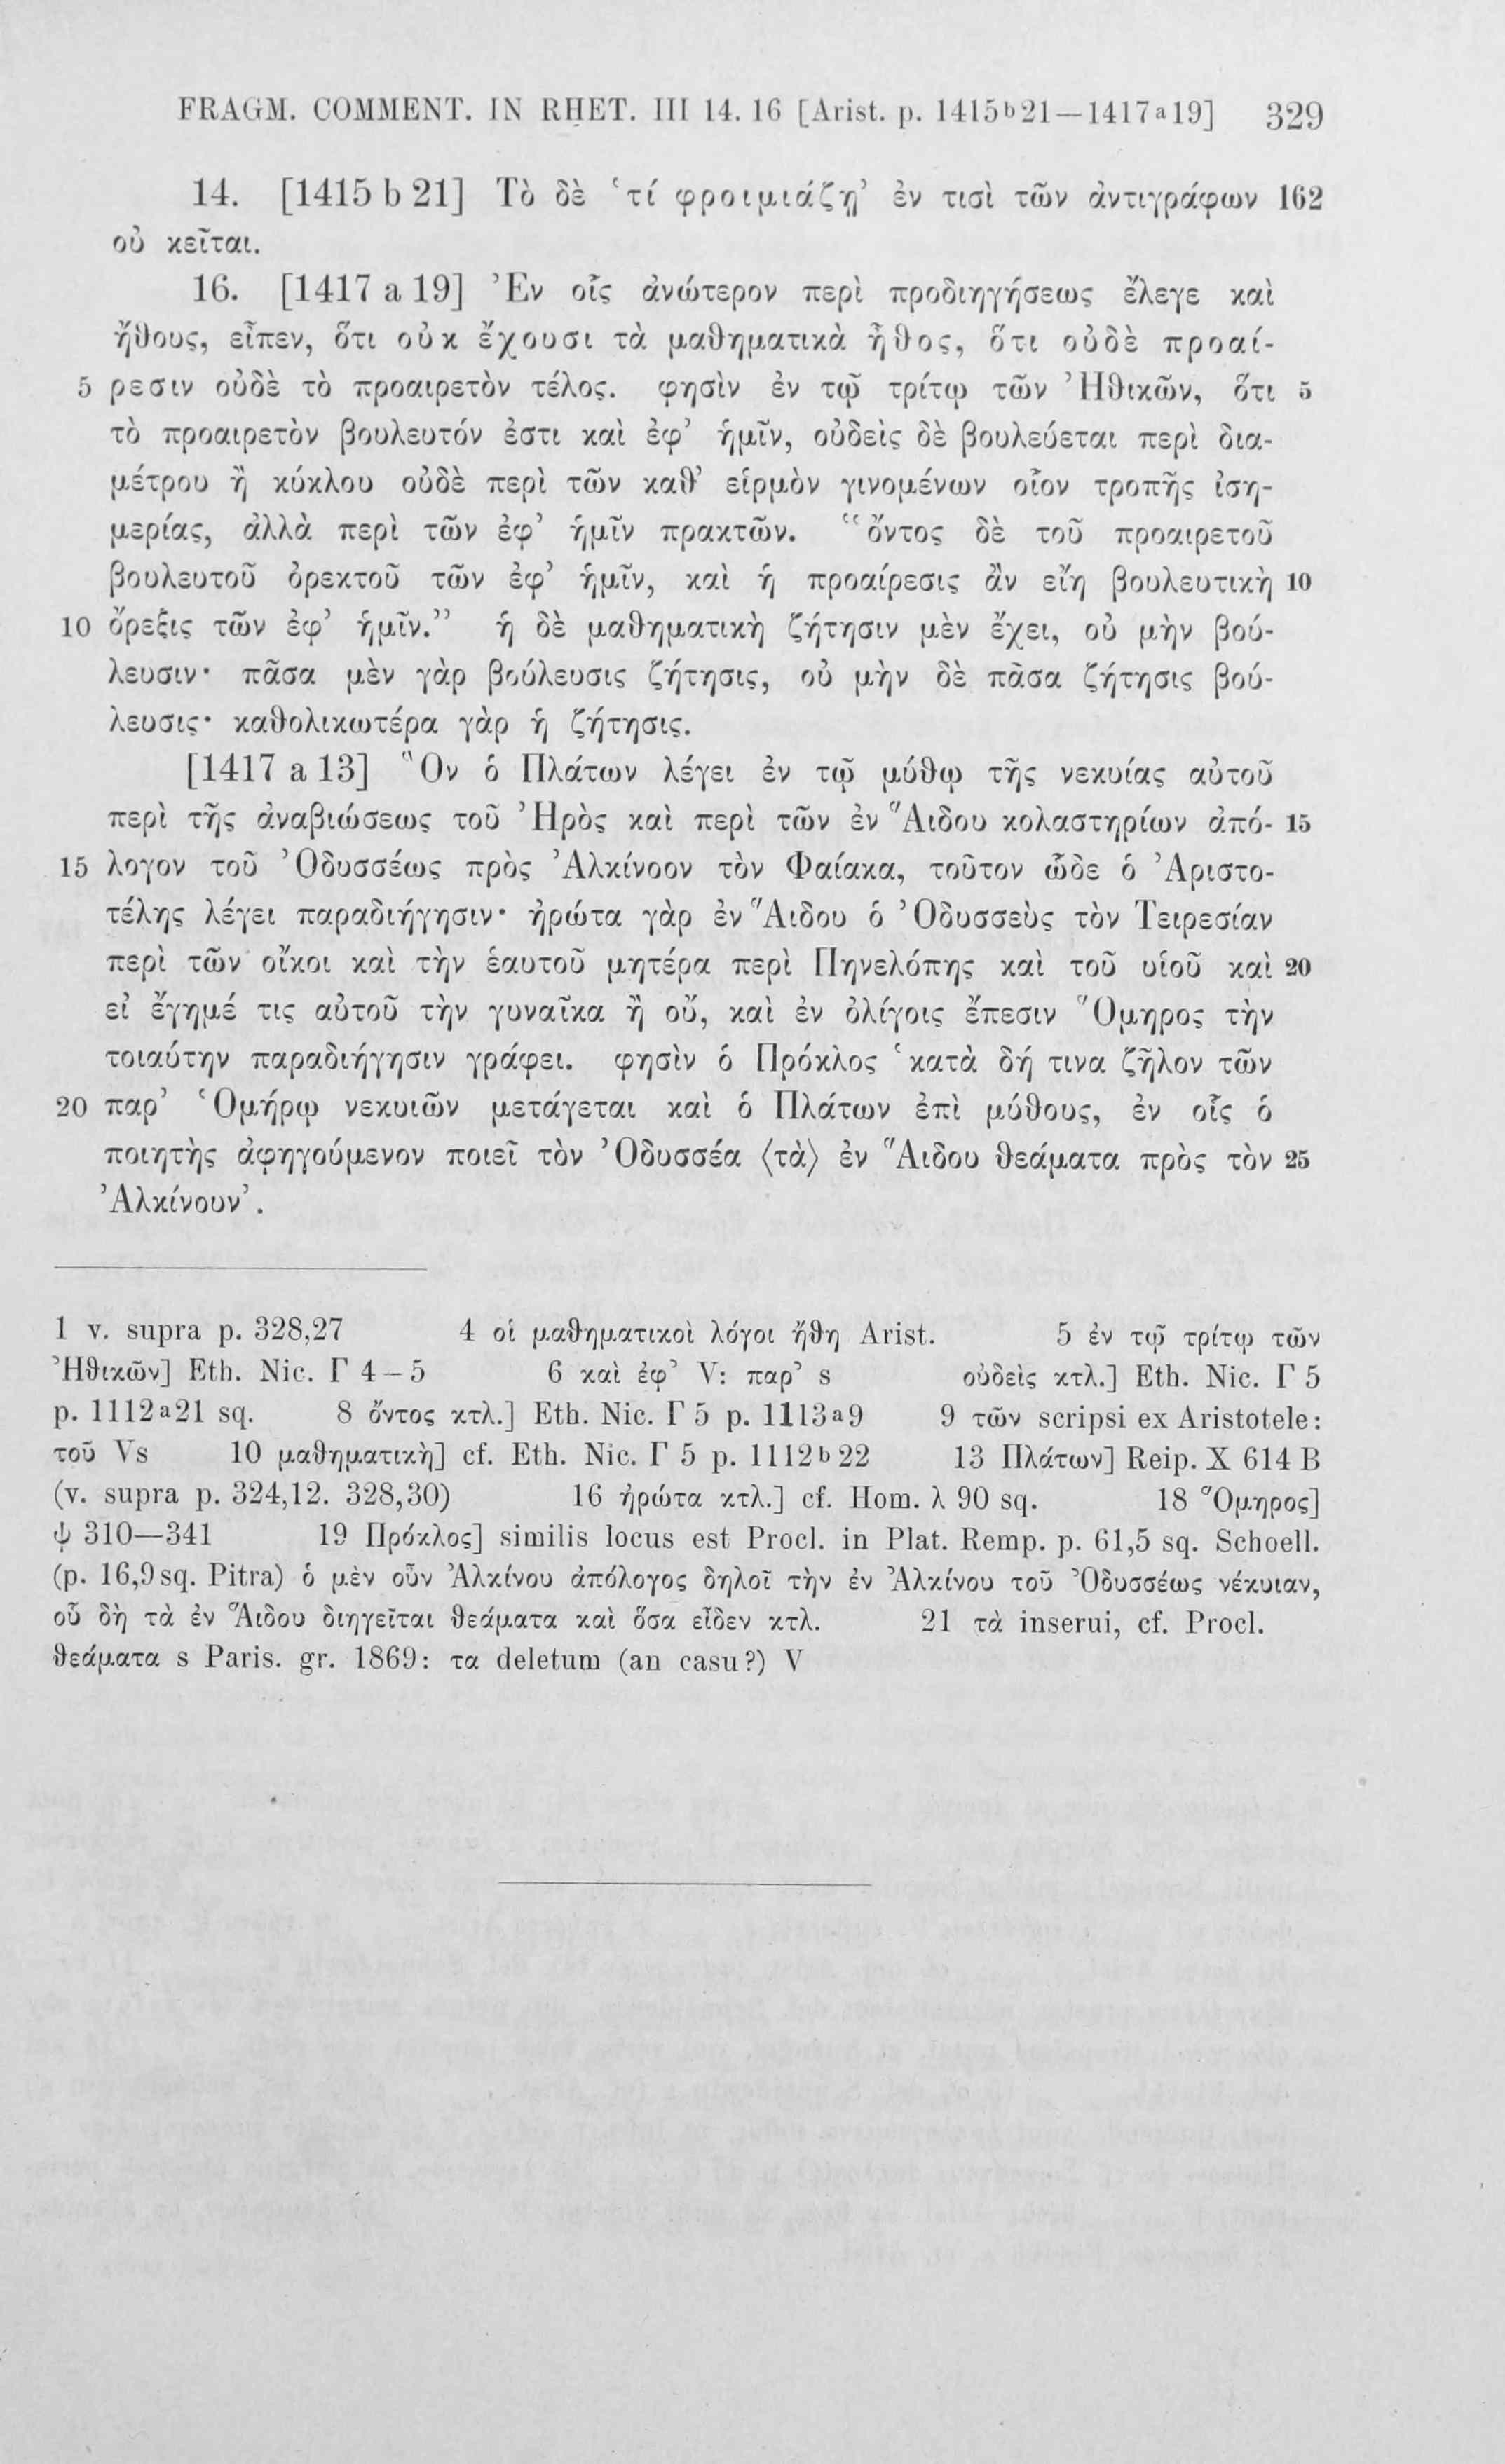 FRAGM. COMMENT. IN RHET. III 14. 16 [Arist. p. 1415b21—1417a19] 329
14. [1415 b 21] Τὸ δὲ ‘τί φροιμιάζῃ’ ἐν τισὶ τῶν ἀντιγράφων 162
οὐ κεῖται.
16. [1417 a 19] Ἐν οἷς ἀνώτερον περὶ προδιηγήσεως ἔλεγε καὶ
ἤθους, εἶπεν, ὅτι οὐκ ἔχουσι τὰ μαθηματικὰ ἦθος, ὅτι οὐδὲ προαί-
5 ρεσιν οὐδὲ τὸ προαιρετὸν τέλος. φησὶν ἐν τῷ τρίτῳ τῶν Ἠθικῶν, ὅτι 5
τὸ προαιρετὸν βουλευτόν ἐστι καὶ ἐφ’ ἡμῖν, οὐδεὶς δὲ βουλεύεται περὶ δια-
μέτρου ἢ κύκλου οὐδὲ περὶ τῶν καθ’ εἱρμὸν γινομένων οἷον τροπῆς ἰση-
μερίας, ἀλλὰ περὶ τῶν ἐφ’ ἡμῖν πρακτῶν. “ὄντος δὲ τοῦ προαιρετοῦ
βουλευτοῦ ὀρεκτοῦ τῶν ἐφ’ ἡμῖν, καὶ ἡ προαίρεσις ἂν εἴη βουλευτικὴ 10
10 ὄρεξις τῶν ἐφ’ ἡμῖν.” ἡ δὲ μαθηματικὴ ζήτησιν μὲν ἔχει, οὐ μὴν βού-
λευσιν· πᾶσα μὲν γὰρ βούλευσις ζήτησις, οὐ μὴν δὲ πᾶσα ζήτησις βού-
λευσις· καθολικωτέρα γὰρ ἡ ζήτησις.
[1417 a 13] Ὃν ὁ Πλάτων λέγει ἐν τῷ μύθῳ τῆς νεκυίας αὐτοῦ
περὶ τῆς ἀναβιώσεως τοῦ Ἠρὸς καὶ περὶ τῶν ἐν Ἅιδου κολαστηρίων ἀπό- 15
15 λογον τοῦ Ὀδυσσέως πρὸς Ἀλκίνοον τὸν Φαίακα, τοῦτον ὧδε ὁ Ἀριστο-
τέλης λέγει παραδιήγησιν· ἠρώτα γὰρ ἐν Ἅιδου ὁ Ὀδυσσεὺς τὸν Τειρεσίαν
περὶ τῶν οἴκοι καὶ τὴν ἑαυτοῦ μητέρα περὶ Πηνελόπης καὶ τοῦ υἱοῦ καὶ 20
εἰ ἔγημέ τις αὐτοῦ τὴν γυναῖκα ἢ οὔ, καὶ ἐν ὀλίγοις ἔπεσιν Ὅμηρος τὴν
τοιαύτην παραδιήγησιν γράφει. φησὶν ὁ Πρόκλος ‘κατὰ δή τινα ζῆλον τῶν
20 παρ’ Ὁμήρῳ νεκυιῶν μετάγεται καὶ ὁ Πλάτων ἐπὶ μύθους, ἐν οἷς ὁ
ποιητὴς ἀφηγούμενον ποιεῖ τὸν Ὀδυσσέα ⟨τὰ⟩ ἐν Ἅιδου θεάματα πρὸς τὸν 25
Ἀλκίνουν’.
1 v. supra p. 328,27 4 οἱ μαθηματικοὶ λόγοι ἤθη Arist. 5 ἐν τῷ τρίτῳ τῶν
Ἠθικῶν] Eth. Nic. Γ 4–5 6 καὶ ἐφ’ V: παρ’ s οὐδεὶς κτλ.] Eth. Nic. Γ 5
p. 1112a21 sq. 8 ὄντος κτλ.] Eth. Nic. Γ 5 p. 1113a9 9 τῶν scripsi ex Aristotele:
τοῦ Vs 10 μαθηματικὴ] cf. Eth. Nic. Γ 5 p. 1112b22 13 Πλάτων] Reip. X 614 B
(v. supra p. 324,12. 328,30) 16 ἠρώτα κτλ.] cf. Hom. λ 90 sq. 18 Ὅμηρος]
ψ 310—341 19 Πρόκλος] similis locus est Procl. in Plat. Remp. p. 61,5 sq. Schoell.
(p. 16,9 sq. Pitra) ὁ μὲν οὖν Ἀλκίνου ἀπόλογος δηλοῖ τὴν ἐν Ἀλκίνου τοῦ Ὀδυσσέως νέκυιαν,
οὗ δὴ τὰ ἐν Ἅιδου διηγεῖται θεάματα καὶ ὅσα εἶδεν κτλ. 21 τὰ inserui, cf. Procl.
θεάματα s Paris. gr. 1869: τα deletum (an casu?) V